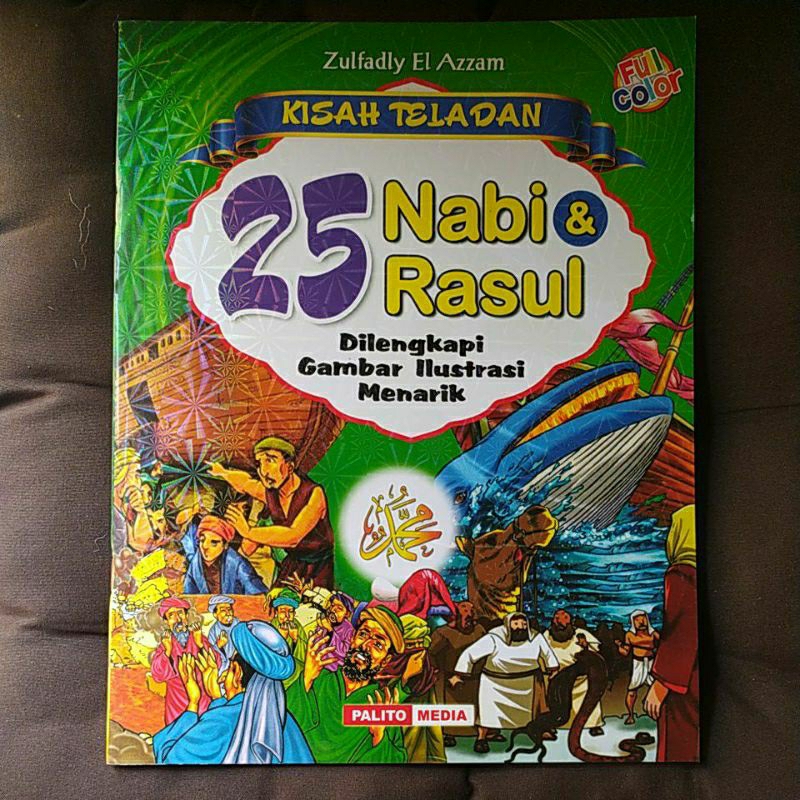 Zulfadly El Azzam
Full
Color
KISAH TELADAN
25 Nabi &
Rasul
Dilengkapi
Gambar Ilustrasi
Menarik
محمد
PALITO MEDIA